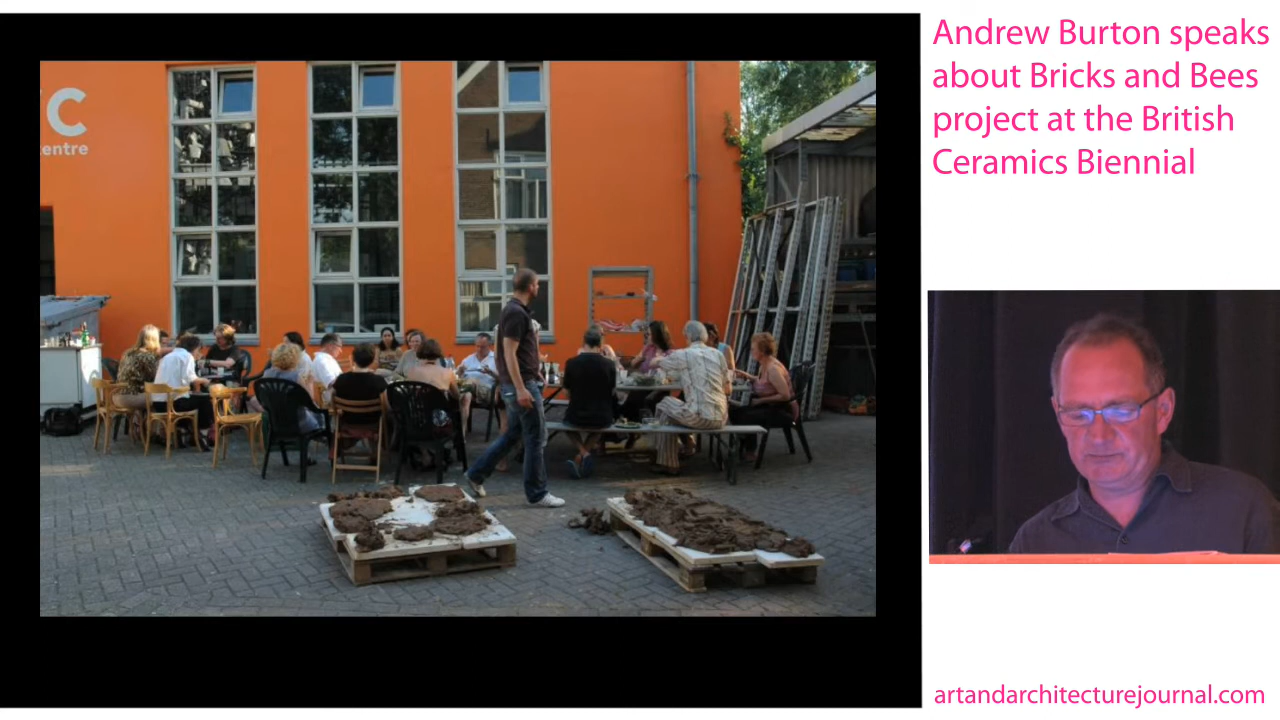 Andrew Burton speaks
about Bricks and Bees
project at the British
Ceramics Biennial
C
entre
artandarchitecturejournal.com